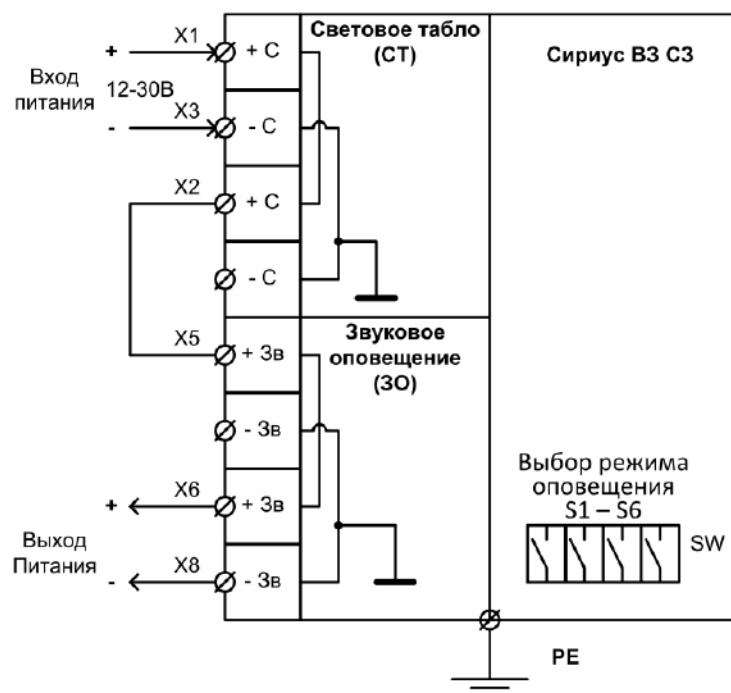 Световое табло
(СТ)
Сириус В3 С3
+
X1
+ С
Вход
питания
12-30В
-
X3
- С
X2
+ С
- С
X5
+ Зв
Звуковое
оповещение
(ЗО)
- Зв
+
X6
+ Зв
Выход
Питания
-
X8
- Зв
Выбор режима
оповещения
S1 – S6
SW
PE